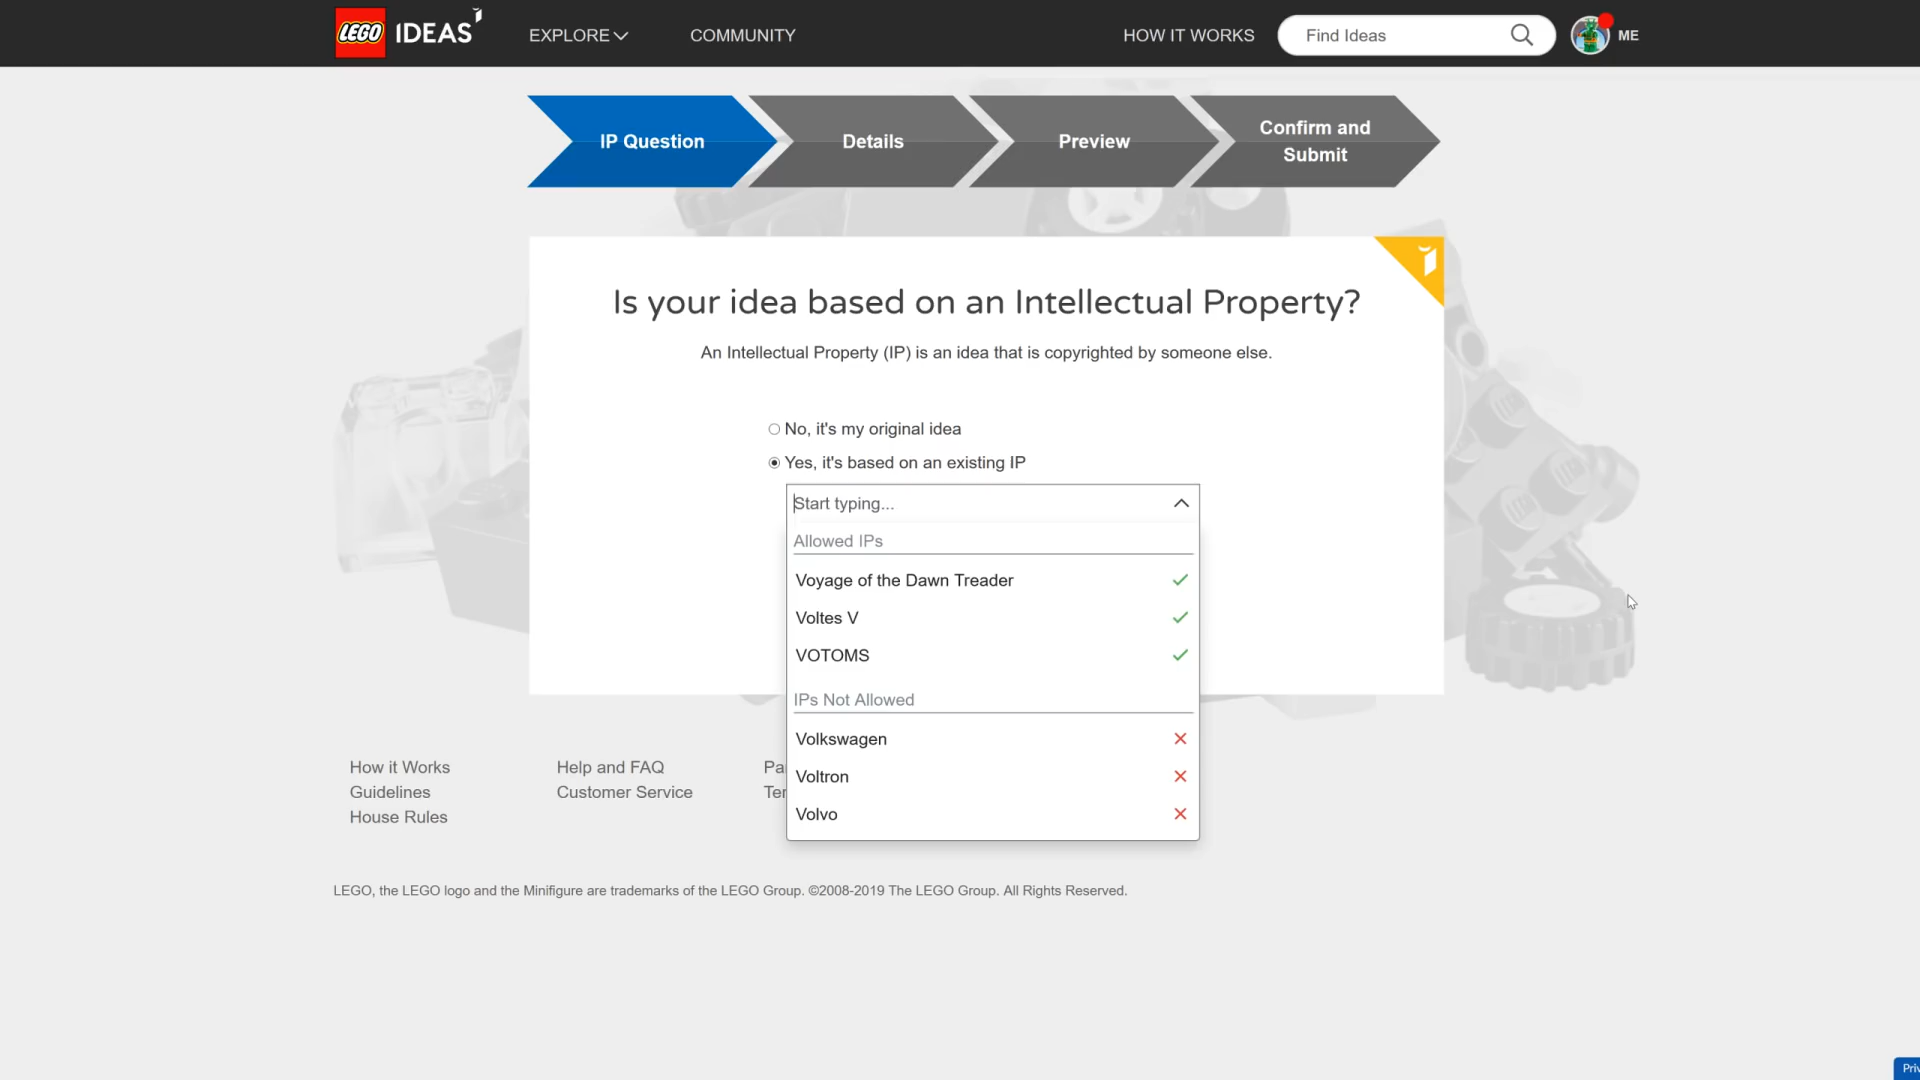 LEGO IDEAS
EXPLORE
COMMUNITY
HOW IT WORKS
Find Ideas
ME
IP Question
Details
Preview
Confirm and
Submit
Is your idea based on an Intellectual Property?
An Intellectual Property (IP) is an idea that is copyrighted by someone else.
No, it's my original idea
Yes, it's based on an existing IP
Start typing...
Allowed IPs
Voyage of the Dawn Treader
Voltes V
VOTOMS
IPs Not Allowed
Volkswagen
Voltron
Volvo
How it Works
Guidelines
House Rules
Help and FAQ
Customer Service
LEGO, the LEGO logo and the Minifigure are trademarks of the LEGO Group. ©2008-2019 The LEGO Group. All Rights Reserved.